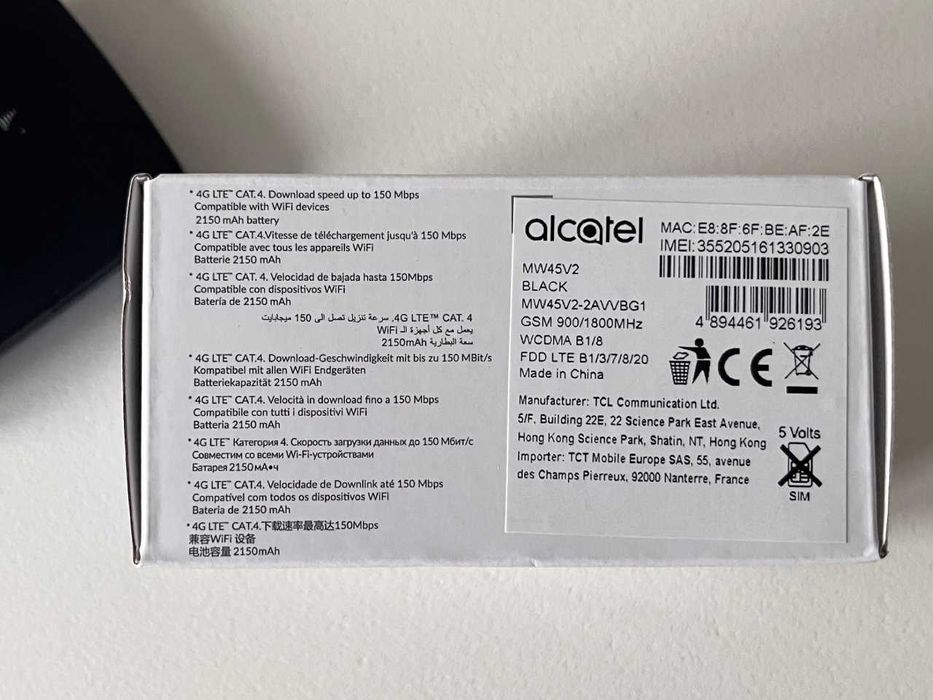 * 4G LTE™ CAT.4. Download speed up to 150 Mbps
Compatible with WiFi devices
2150 mAh battery
* 4G LTE™ CAT.4.Vitesse de téléchargement jusqu'à 150 Mbps
Compatible avec tous les appareils WiFi
Batterie 2150 mAh
* 4G LTE™ CAT. 4. Velocidad de bajada hasta 150Mbps
Compatible con dispositivos WiFi
Batería de 2150 mAh
4G LTE™ CAT. 4. سرعة تنزيل تصل الى 150 ميجابايت
يعمل مع كل أجهزة الـ WiFi
سعة البطارية 2150mAh
* 4G LTE™ CAT.4. Download-Geschwindigkeit mit bis zu 150 MBit/s
Kompatibel mit allen WiFi Endgeräten
Batteriekapazität 2150 mAh
* 4G LTE™ CAT.4. Velocità in download fino a 150 Mbps
Compatibile con tutti i dispositivi WiFi
Batteria 2150 mAh
* 4G LTE™ Категория 4. Скорость загрузки данных до 150 Мбит/с
Совместим со всеми Wi-Fi-устройствами
Батарея 2150 мА•ч
* 4G LTE™ CAT.4. Velocidade de Downlink até 150 Mbps
Compatível com todos os dispositivos WiFi
Bateria de 2150 mAh
* 4G LTE™ CAT.4.下载速率最高达150Mbps
兼容WiFi 设备
电池容量 2150mAh
alcatel
MAC:E8:8F:6F:BE:AF:2E
IMEI:355205161330903
MW45V2
BLACK
MW45V2-2AVVBG1
GSM 900/1800MHz
WCDMA B1/8
FDD LTE B1/3/7/8/20
Made in China
4 894461 926193
CE
Manufacturer: TCL Communication Ltd.
5/F. Building 22E, 22 Science Park East Avenue,
Hong Kong Science Park, Shatin, NT, Hong Kong
Importer: TCT Mobile Europe SAS, 55, avenue
des Champs Pierreux, 92000 Nanterre, France
5 Volts
SIM